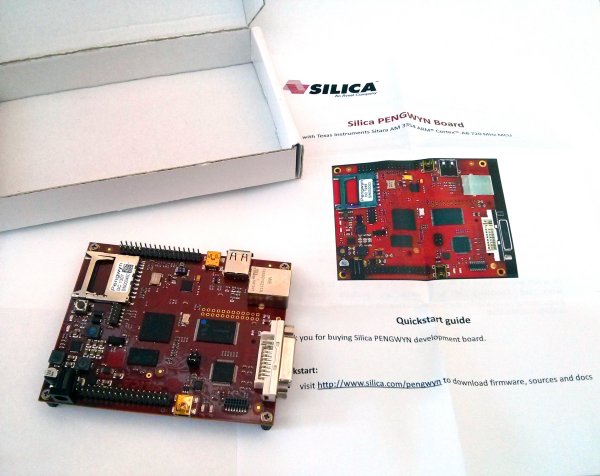 SILICA
An Avnet Company
Silica PENGWYN Board
with Texas Instruments Sitara AM 3354 ARM® Cortex™-A8 720 MHz MCU
Quickstart guide
you for buying Silica PENGWYN development board.
kstart:
visit http://www.silica.com/pengwyn to download firmware, sources and docs
Pengwyn